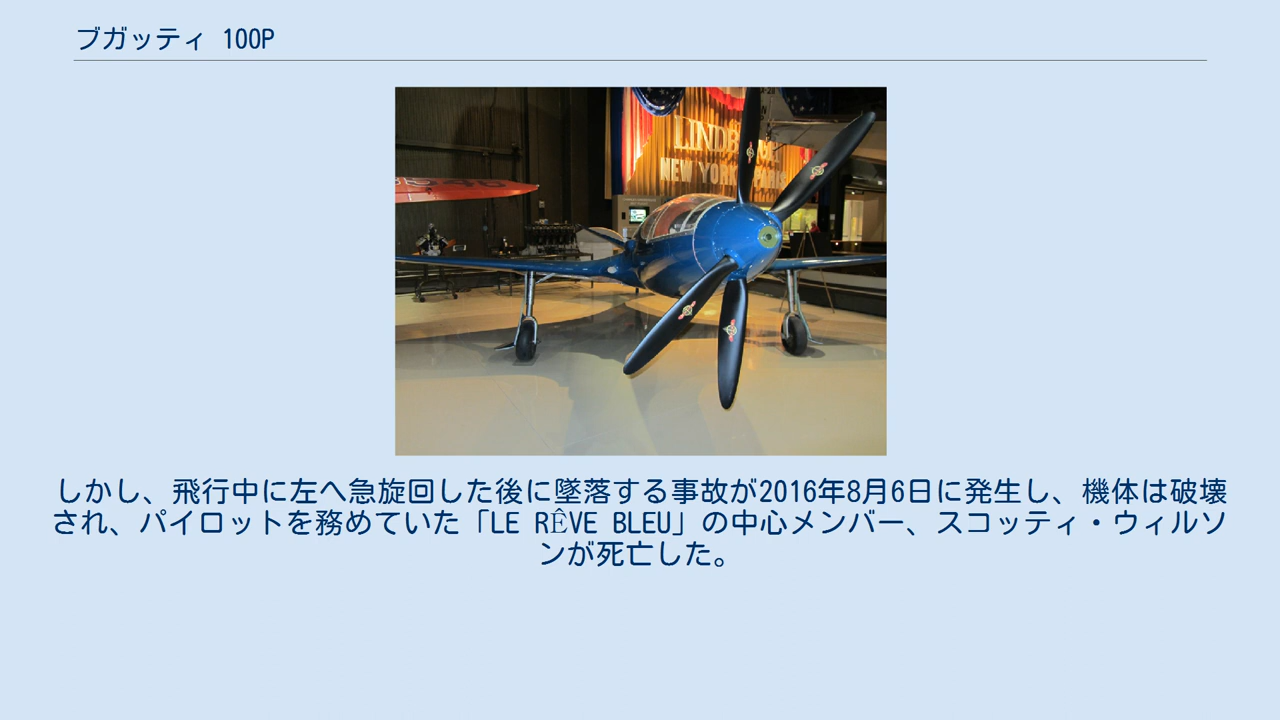 ブガッティ 100P
LINDB
NEW YORK PARIS
しかし、飛行中に左へ急旋回した後に墜落する事故が2016年8月6日に発生し、機体は破壊
され、パイロットを務めていた「LE RÊVE BLEU」の中心メンバー、スコッティ・ウィルソ
ンが死亡した。